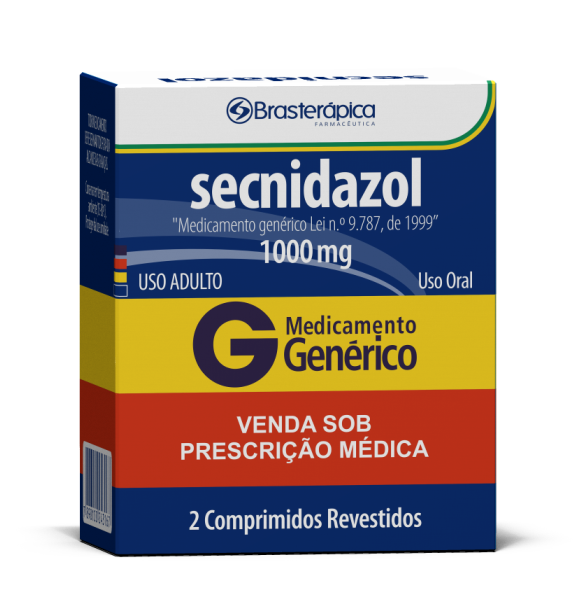 secnidazol
Brasterápica
FARMACÊUTICA
secnidazol
"Medicamento genérico Lei n.º 9.787, de 1999"
1000 mg
USO ADULTO
Uso Oral
G Medicamento
Genérico
VENDA SOB
PRESCRIÇÃO MÉDICA
2 Comprimidos Revestidos